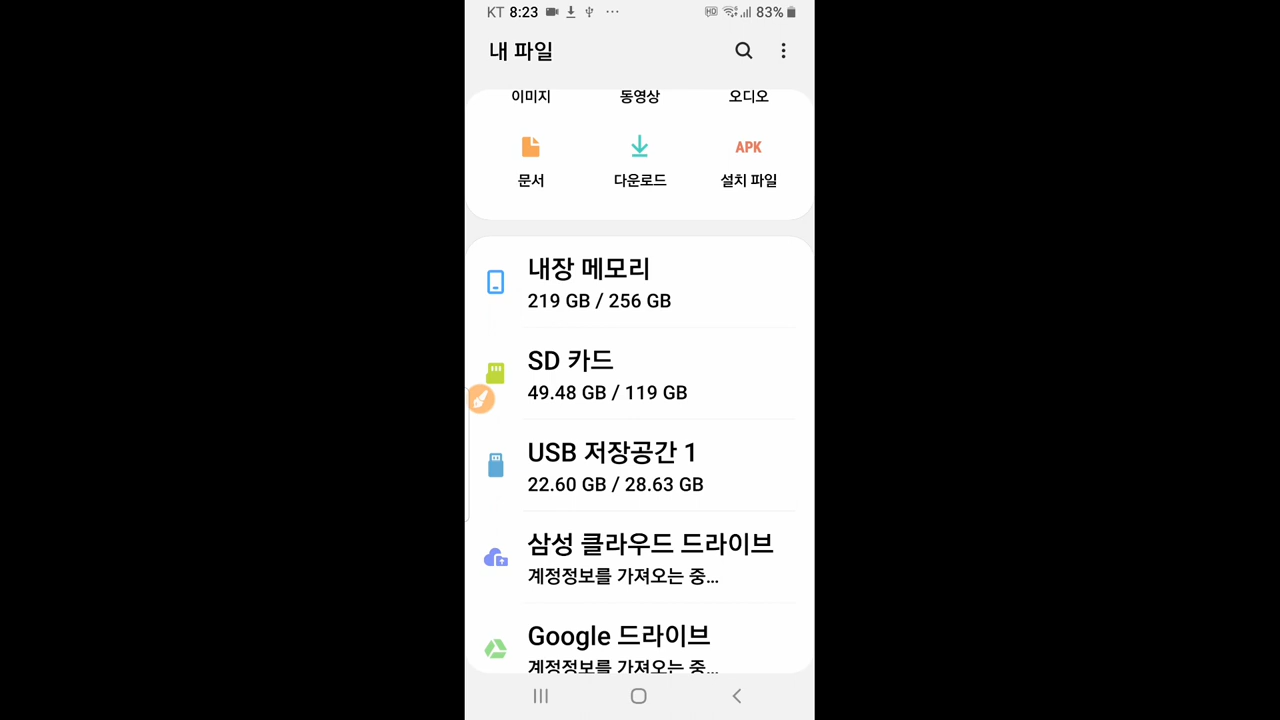 KT 8:23 83%
내 파일
이미지 동영상 오디오
APK
문서 다운로드 설치 파일
내장 메모리
219 GB / 256 GB
SD 카드
49.48 GB / 119 GB
USB 저장공간 1
22.60 GB / 28.63 GB
삼성 클라우드 드라이브
계정정보를 가져오는 중...
Google 드라이브
계정정보를 가져오는 중...